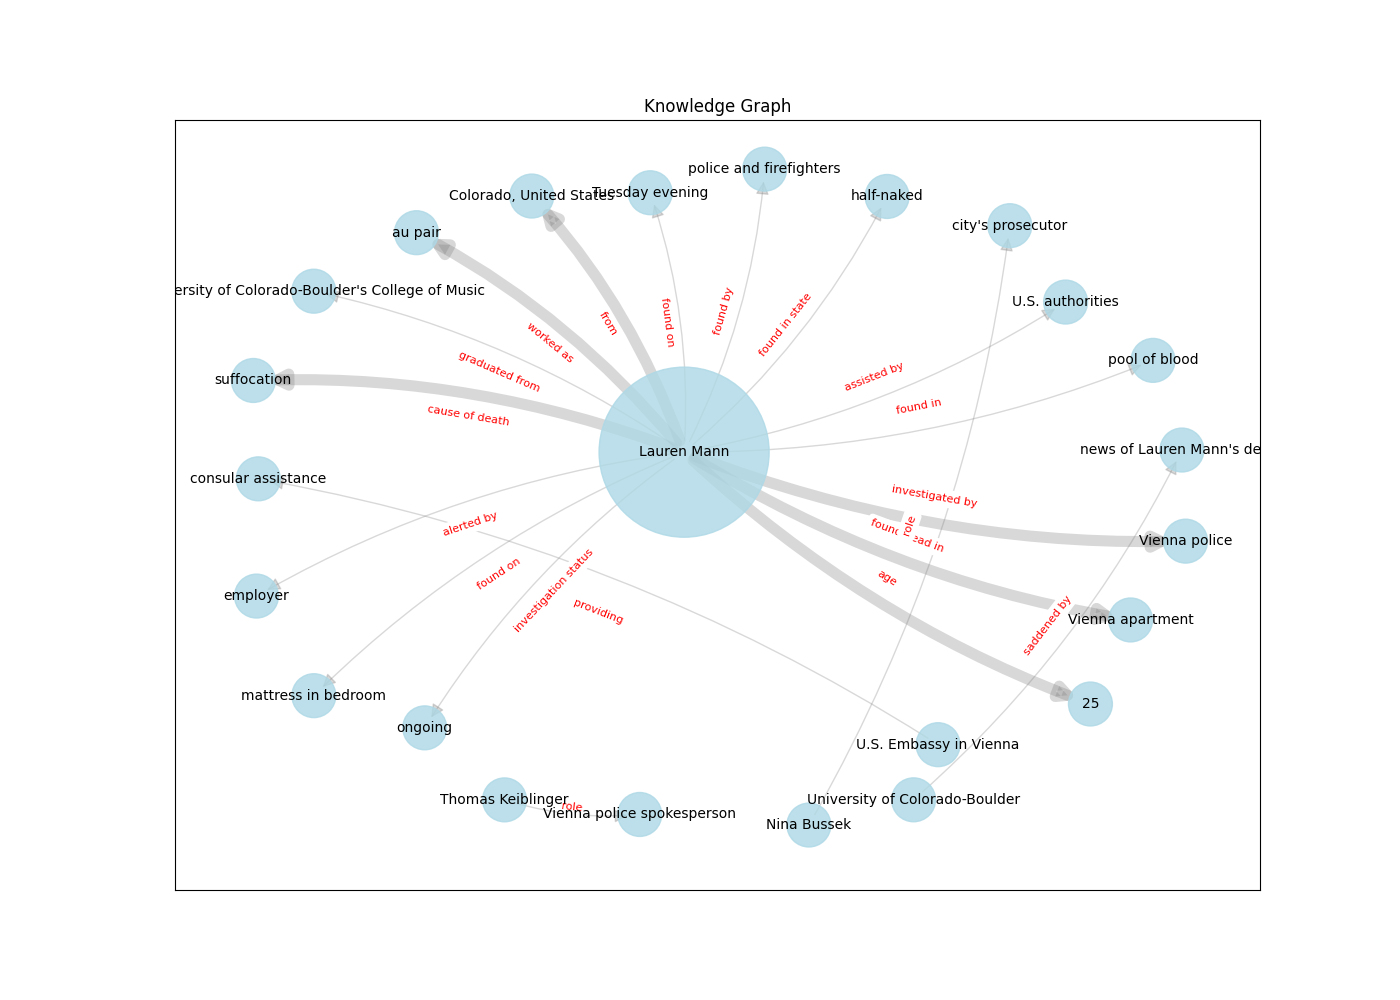 Knowledge Graph
police and firefighters
Colorado, United States
Tuesday evening
half-naked
city's prosecutor
au pair
ersity of Colorado-Boulder's College of Music
U.S. authorities
found on
found by
found in state
from
worked as
pool of blood
graduated from
assisted by
suffocation
cause of death
found in
Lauren Mann
news of Lauren Mann's de
consular assistance
investigated by
alerted by
role
found ead in
Vienna police
found on
investigation status
age
employer
providing
saddened by
Vienna apartment
mattress in bedroom
25
ongoing
U.S. Embassy in Vienna
Thomas Keiblinger
role
Vienna police spokesperson
University of Colorado-Boulder
Nina Bussek